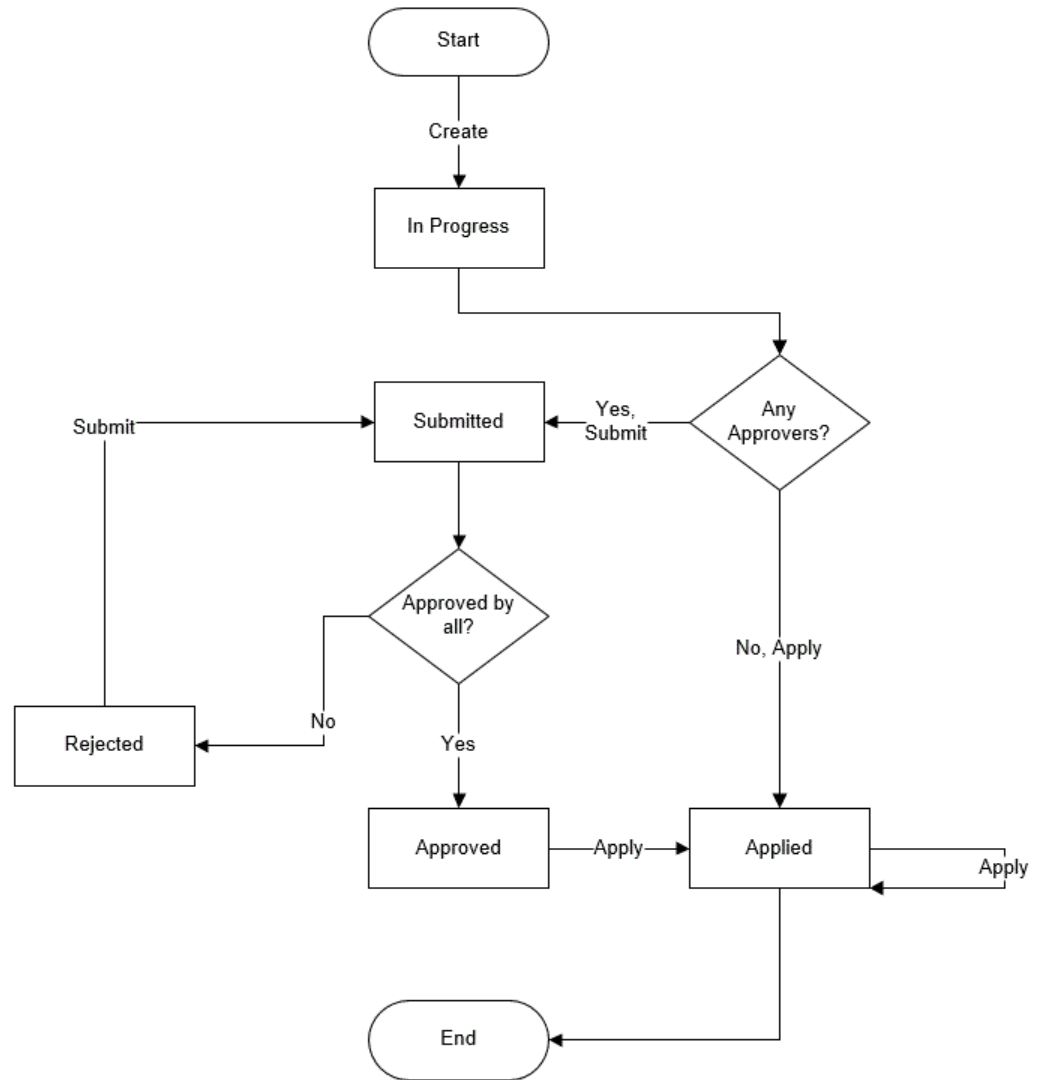 Start
Create
In Progress
Submit
Submitted
Yes,
Submit
Any
Approvers?
Approved by
all?
No, Apply
No
Rejected
Yes
Approved
Apply
Applied
Apply
End